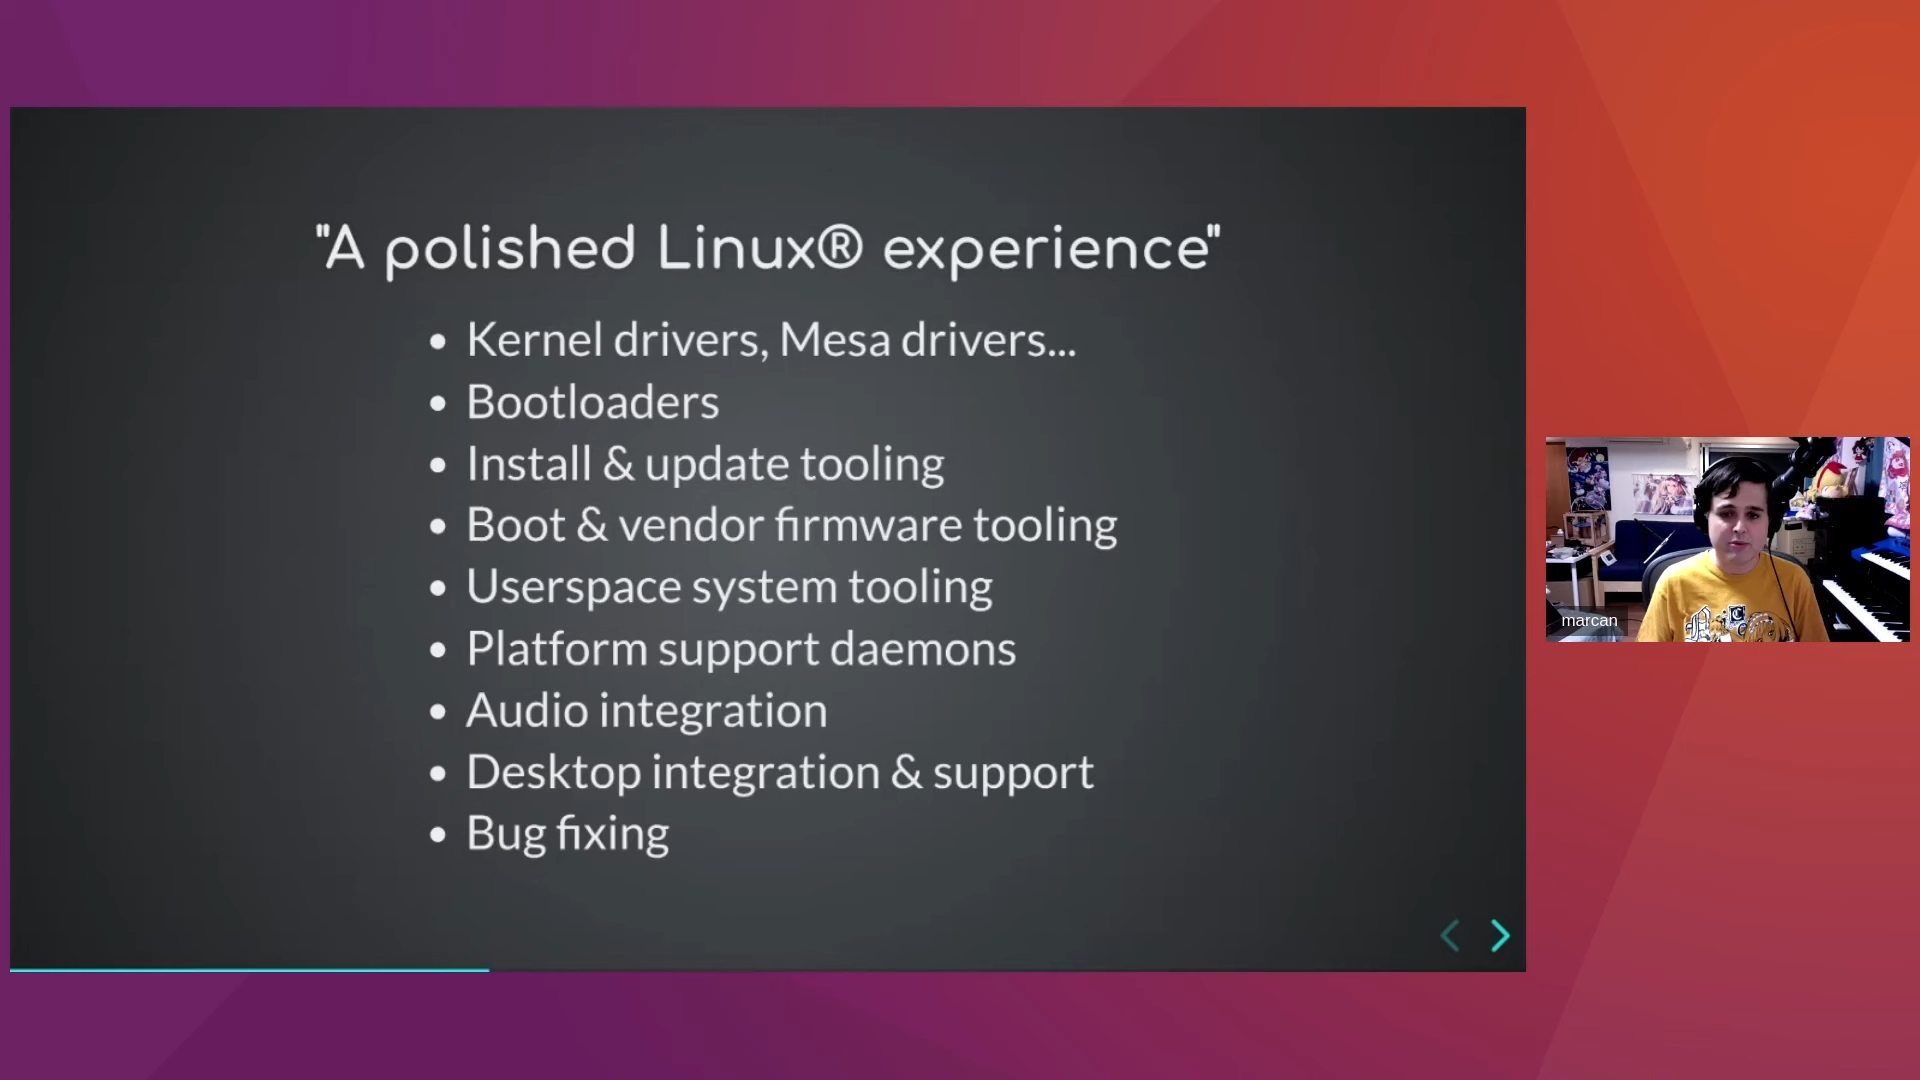 "A polished Linux® experience"
Kernel drivers, Mesa drivers...
Bootloaders
Install & update tooling
Boot & vendor firmware tooling
Userspace system tooling
Platform support daemons
Audio integration
Desktop integration & support
Bug fixing
marcan